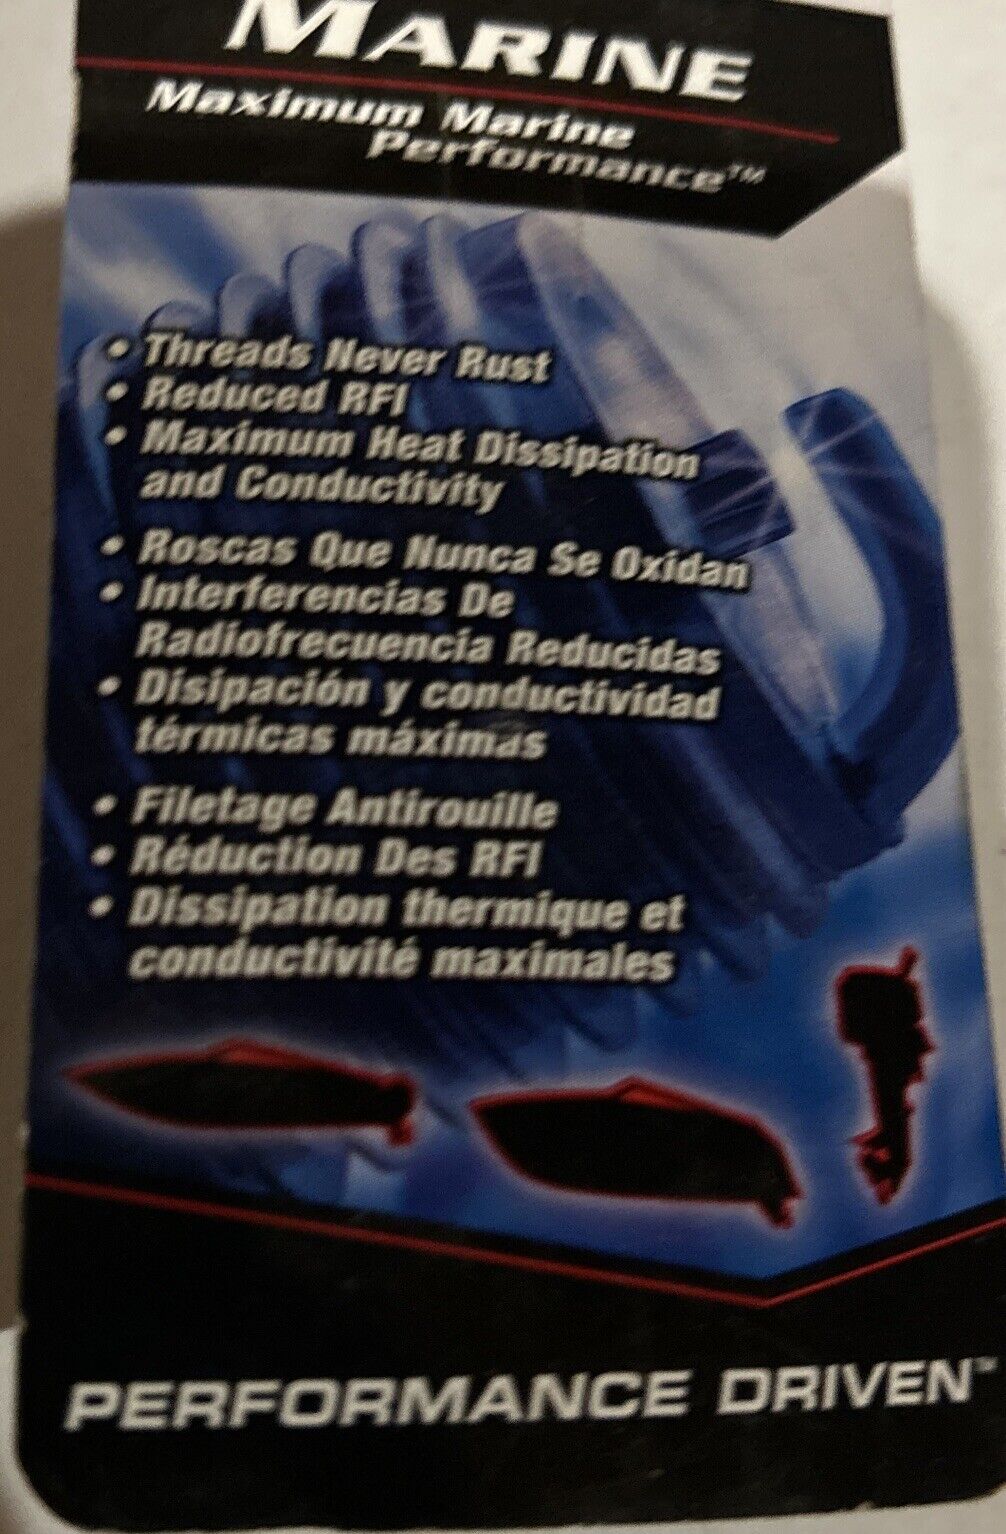 MARINE
Maximum Marine
Performance™
• Threads Never Rust
• Reduced RFI
• Maximum Heat Dissipation
and Conductivity
• Roscas Que Nunca Se Oxidan
• Interferencias De
Radiofrecuencia Reducidas
• Disipación y conductividad
térmicas máximas
• Filetage Antirouille
• Réduction Des RFI
• Dissipation thermique et
conductivité maximales
PERFORMANCE DRIVEN™